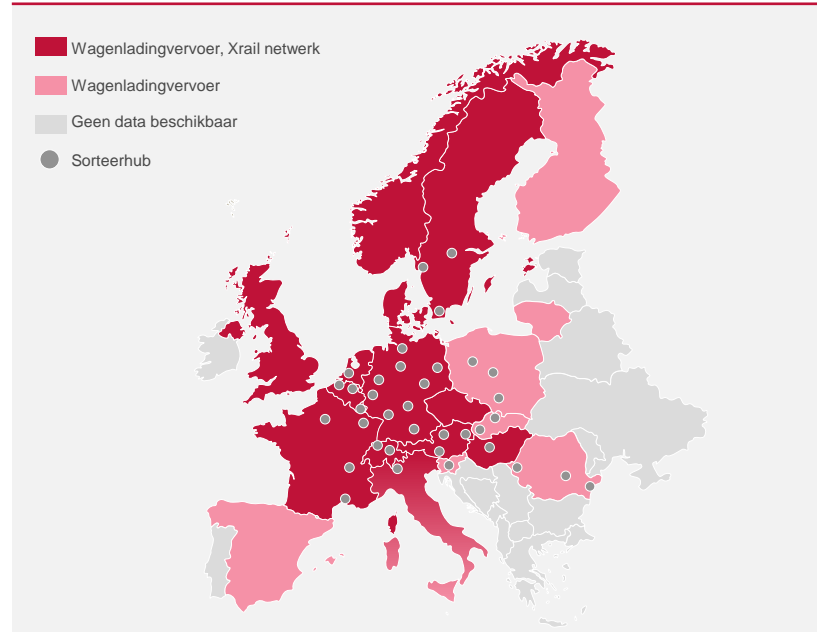 Wagenladingvervoer, Xrail netwerk
Wagenladingvervoer
Geen data beschikbaar
Sorteerhub